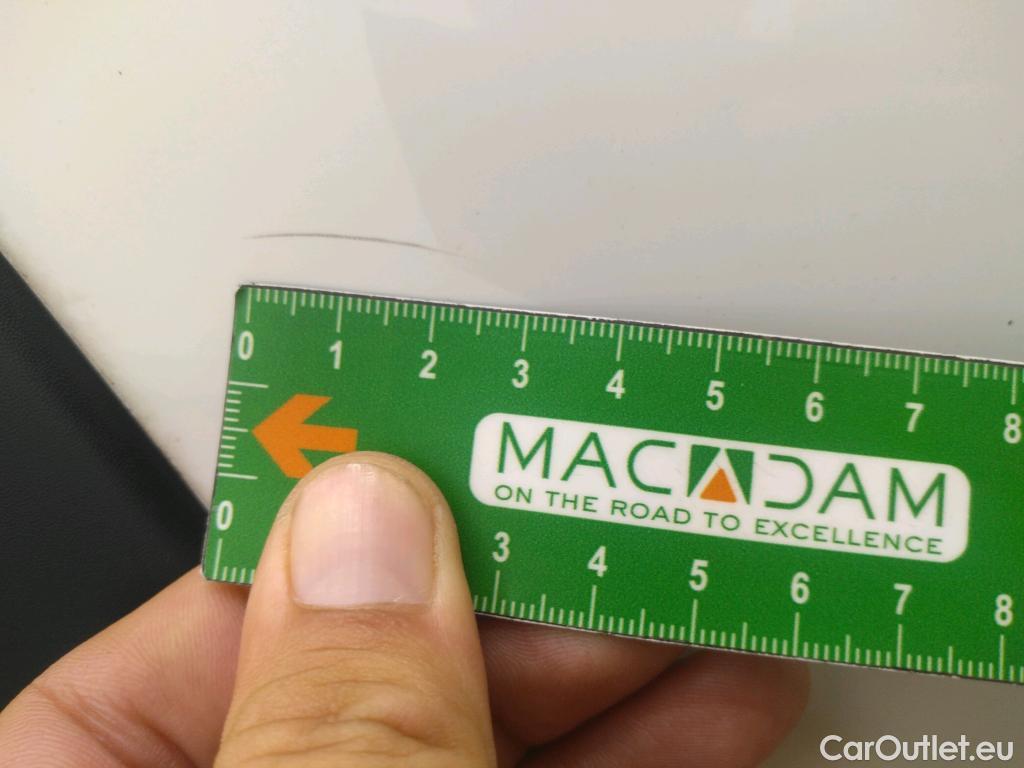 0 1 2 3 4 5 6 7 8
MACADAM
ON THE ROAD TO EXCELLENCE
0 3 4 5 6 7 8
CarOutlet.eu